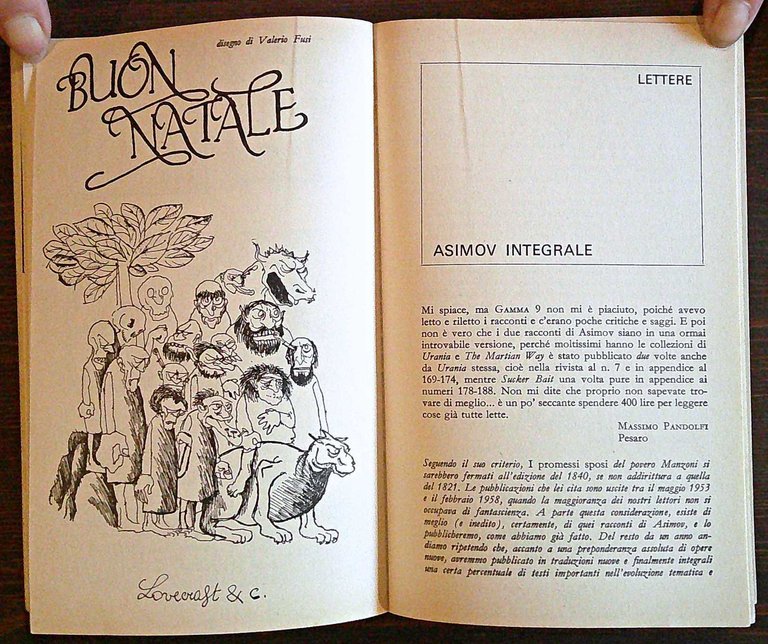 disegno di Valerio Fusi
BUON
NATALE
Lovecraft & C.
LETTERE
ASIMOV INTEGRALE
Mi spiace, ma GAMMA 9 non mi è piaciuto, poiché avevo
letto e riletto i racconti e c'erano poche critiche e saggi. E poi
non è vero che i due racconti di Asimov siano in una ormai
introvabile versione, perché moltissimi hanno le collezioni di
Urania e The Martian Way è stato pubblicato due volte anche
da Urania stessa, cioè nella rivista al n. 7 e in appendice al
169-174, mentre Sucker Bait una volta pure in appendice ai
numeri 178-188. Non mi dite che proprio non sapevate tro-
vare di meglio... è un po' seccante spendere 400 lire per leggere
cose già tutte lette.
MASSIMO PANDOLFI
Pesaro
Seguendo il suo criterio, I promessi sposi del povero Manzoni si
sarebbero fermati all'edizione del 1840, se non addirittura a quella
del 1821. Le pubblicazioni che lei cita sono uscite tra il maggio 1953
e il febbraio 1958, quando la maggioranza dei nostri lettori non si
occupava di fantascienza. A parte questa considerazione, esiste di
meglio (e inedito), certamente, di quei racconti di Asimov, e lo
pubblicheremo, come abbiamo già fatto. Del resto da un anno an-
diamo ripetendo che, accanto a una preponderanza assoluta di opere
nuove, avremmo pubblicato in traduzioni nuove e finalmente integrali
una certa percentuale di testi importanti nell'evoluzione tematica e